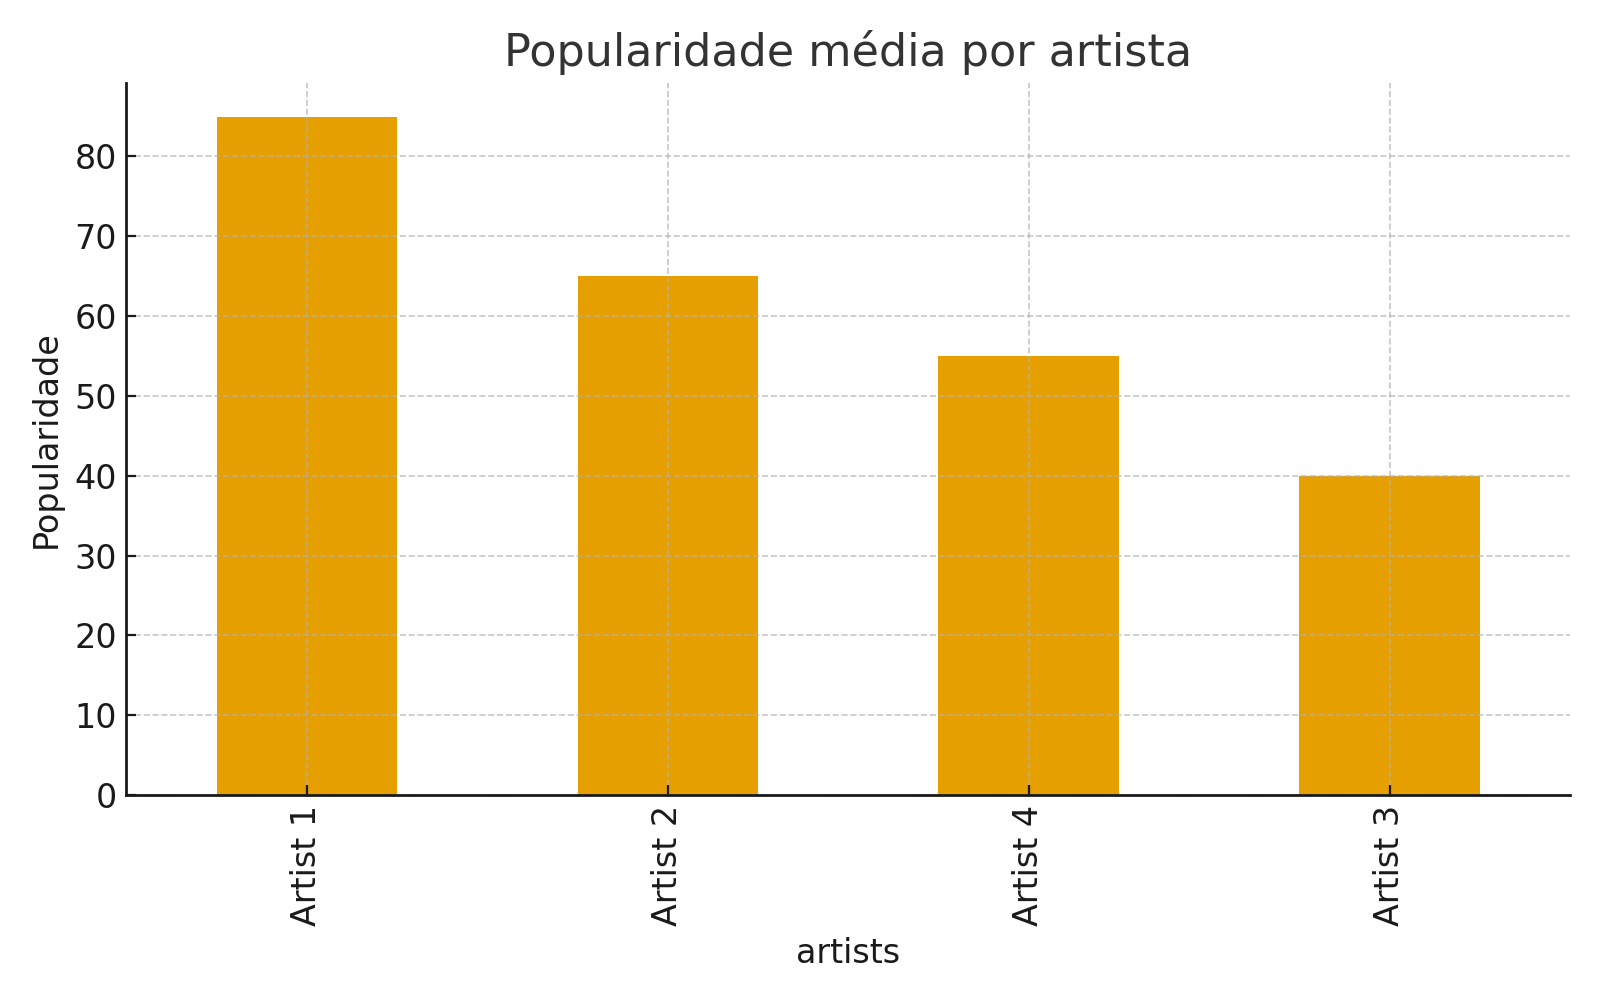 Popularidade média por artista
Popularidade
80
70
60
50
40
30
20
10
0
Artist 1
Artist 2
Artist 4
Artist 3
artists